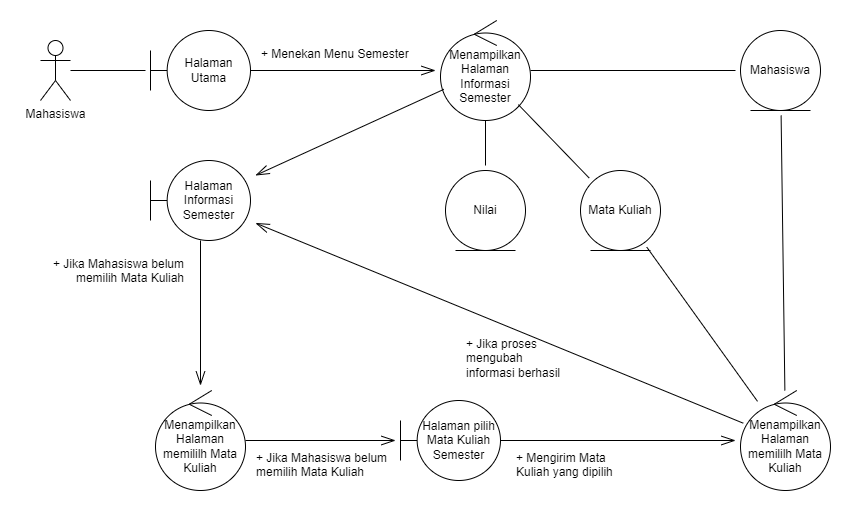 Mahasiswa
Halaman
Utama
+ Menekan Menu Semester
Menampilkan
Halaman
Informasi
Semester
Mahasiswa
Halaman
Informasi
Semester
Nilai
Mata Kuliah
+ Jika Mahasiswa belum
memilih Mata Kuliah
+ Jika proses
mengubah
informasi berhasil
Menampilkan
Halaman
memililh Mata
Kuliah
+ Jika Mahasiswa belum
memilih Mata Kuliah
Halaman pilih
Mata Kuliah
Semester
+ Mengirim Mata
Kuliah yang dipilih
Menampilkan
Halaman
memililh Mata
Kuliah